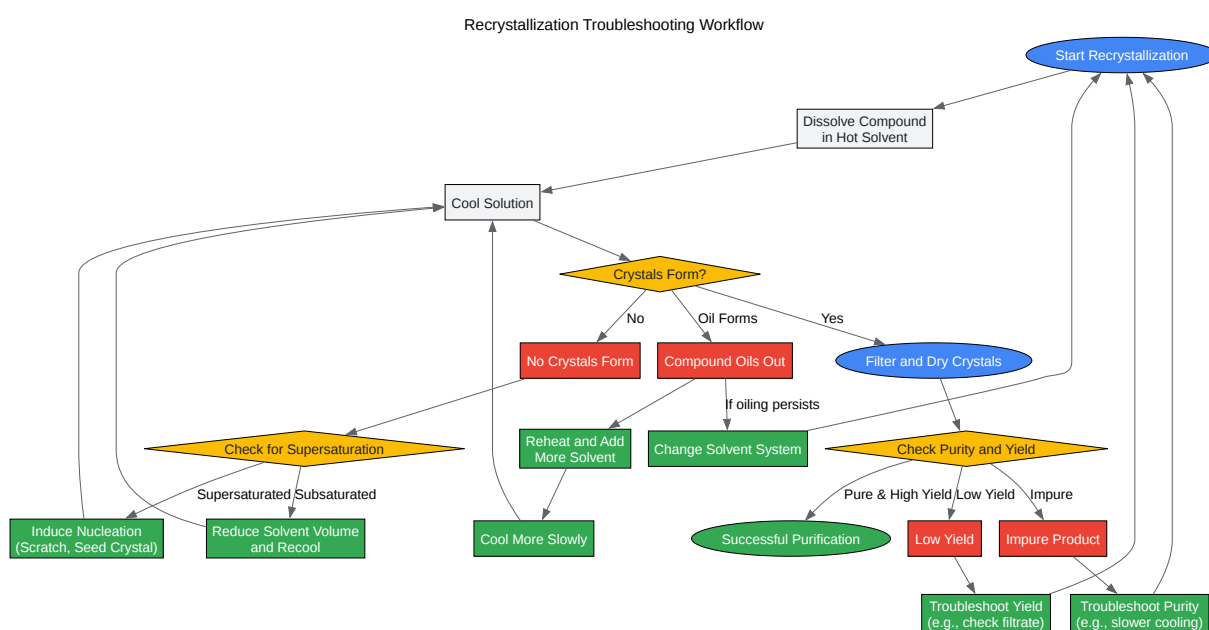 Recrystallization Troubleshooting Workflow
Start Recrystallization
Dissolve Compound
in Hot Solvent
Cool Solution
Crystals Form?
No
Oil Forms
Yes
No Crystals Form
Compound Oils Out
Filter and Dry Crystals
If oiling persists
Check for Supersaturation
Reheat and Add
More Solvent
Change Solvent System
Check Purity and Yield
Supersaturated
Subsaturated
Pure & High Yield
Low Yield
Impure
Induce Nucleation
(Scratch, Seed Crystal)
Reduce Solvent Volume
and Recool
Cool More Slowly
Successful Purification
Low Yield
Impure Product
Troubleshoot Yield
(e.g., check filtrate)
Troubleshoot Purity
(e.g., slower cooling)